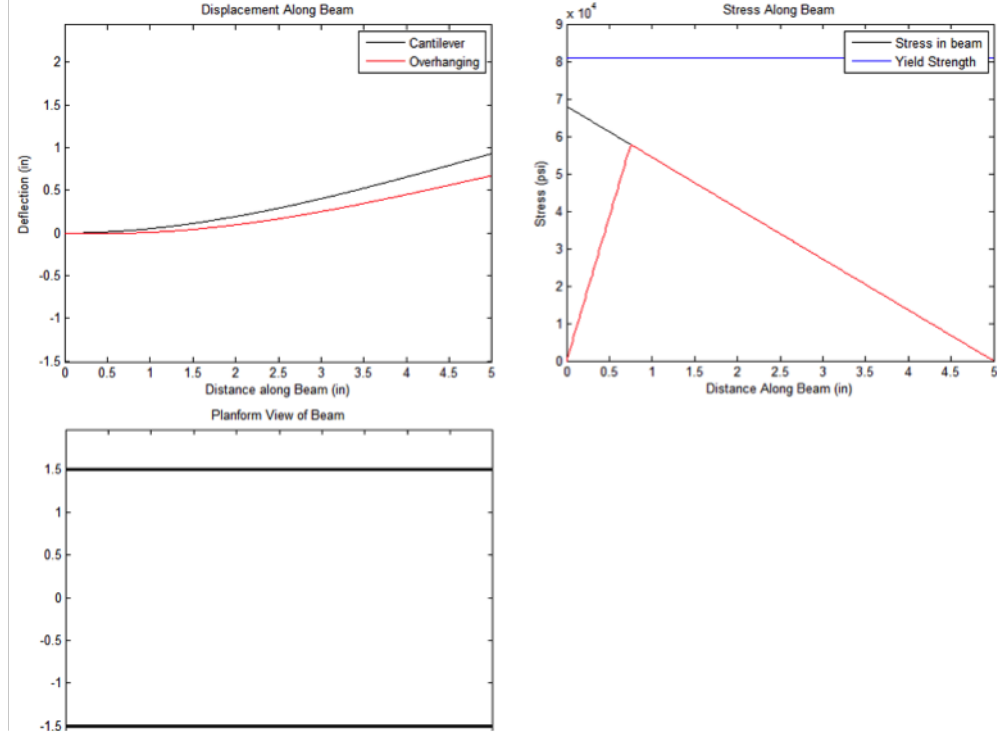 Displacement Along Beam
Cantilever
Overhanging
2
1.5
1
0.5
0
-0.5
-1
-1.5
Deflection (in)
0 0.5 1 1.5 2 2.5 3 3.5 4 4.5 5
Distance along Beam (in)
Stress Along Beam
9 x 10^4
Stress in beam
Yield Strength
8
7
6
5
4
3
2
1
0
Stress (psi)
0 0.5 1 1.5 2 2.5 3 3.5 4 4.5 5
Distance Along Beam (in)
Planform View of Beam
1.5
1
0.5
0
-0.5
-1
-1.5